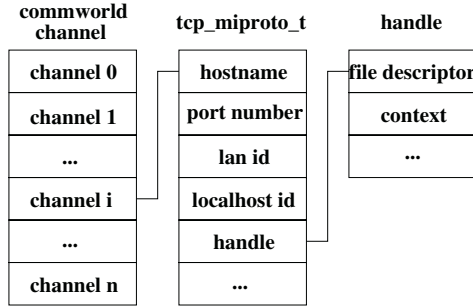 commworld
channel
channel 0
channel 1
...
channel i
...
channel n
tcp_miproto_t
hostname
port number
lan id
localhost id
handle
...
handle
file descriptor
context
...